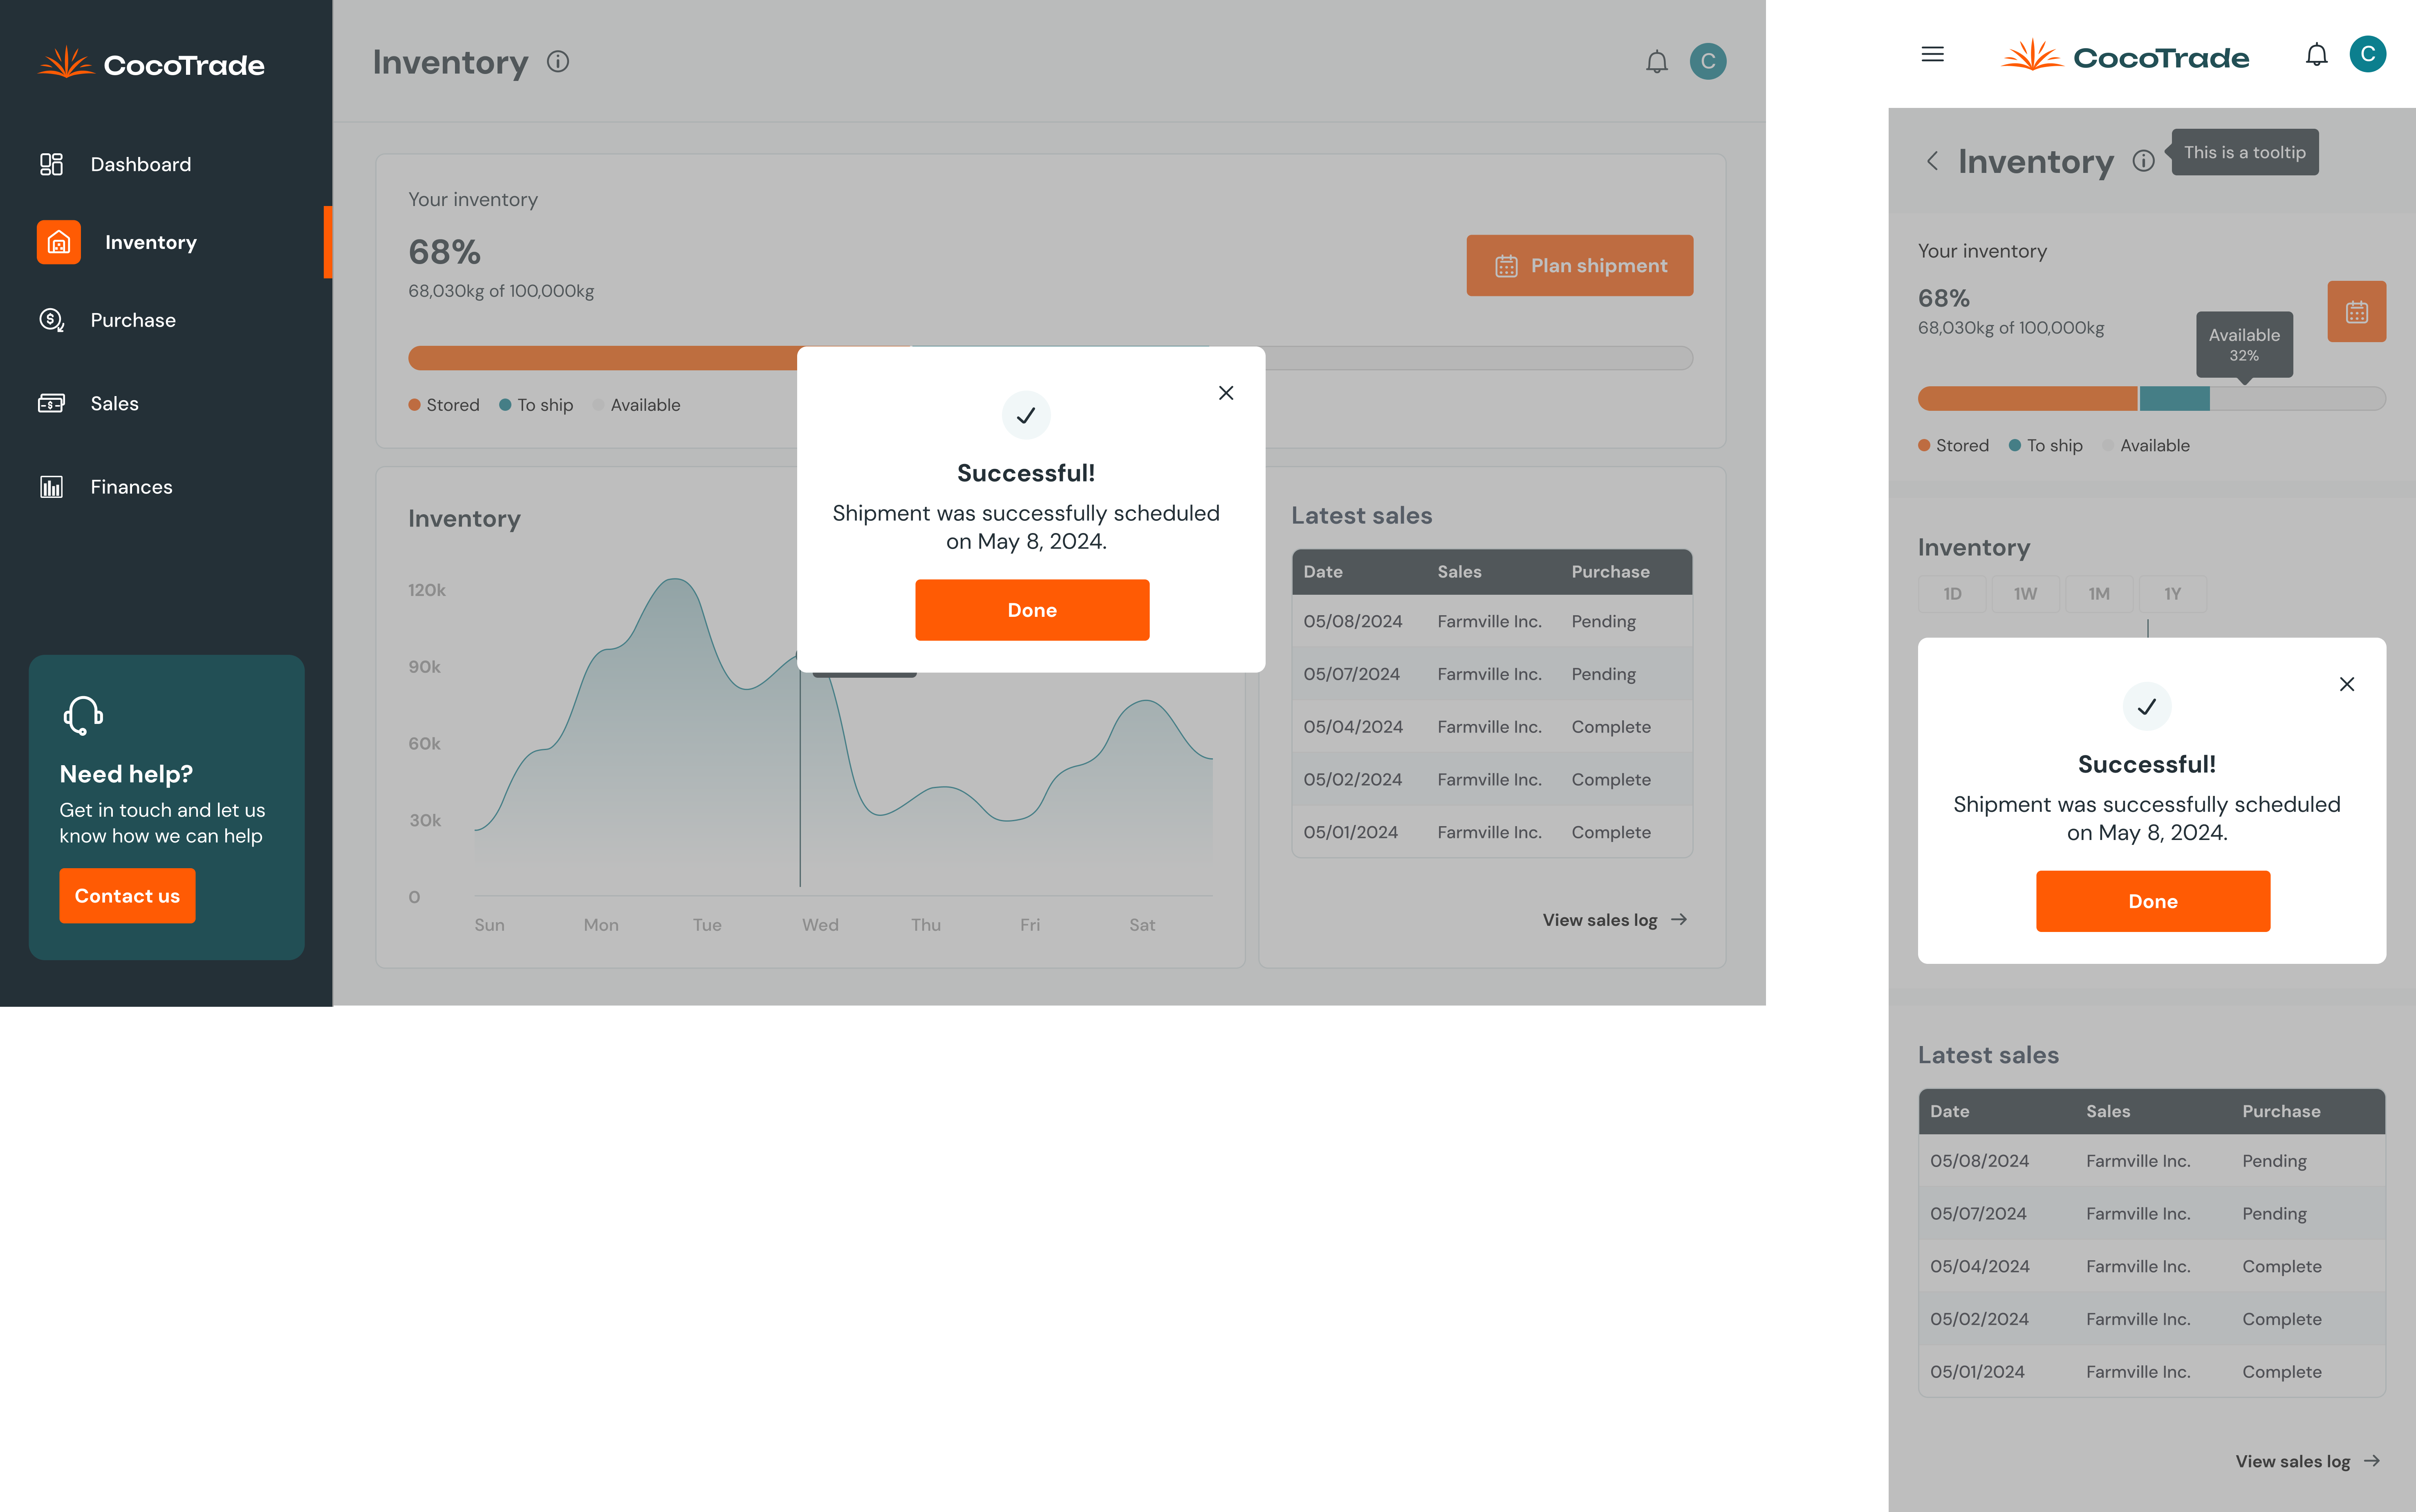 CocoTrade
Dashboard
Inventory
Purchase
Sales
Finances
Need help?
Get in touch and let us
know how we can help
Contact us
Inventory
C
Your inventory
68%
68,030kg of 100,000kg
Plan shipment
Stored
To ship
Available
Successful!
Shipment was successfully scheduled
on May 8, 2024.
Done
Inventory
120k
90k
60k
30k
0
Sun Mon Tue Wed Thu Fri Sat
Latest sales
Date Sales Purchase
05/08/2024 Farmville Inc. Pending
05/07/2024 Farmville Inc. Pending
05/04/2024 Farmville Inc. Complete
05/02/2024 Farmville Inc. Complete
05/01/2024 Farmville Inc. Complete
View sales log
CocoTrade
C
Inventory
This is a tooltip
Your inventory
68%
68,030kg of 100,000kg
Available
32%
Stored
To ship
Available
Inventory
1D 1W 1M 1Y
Successful!
Shipment was successfully scheduled
on May 8, 2024.
Done
Latest sales
Date Sales Purchase
05/08/2024 Farmville Inc. Pending
05/07/2024 Farmville Inc. Pending
05/04/2024 Farmville Inc. Complete
05/02/2024 Farmville Inc. Complete
05/01/2024 Farmville Inc. Complete
View sales log